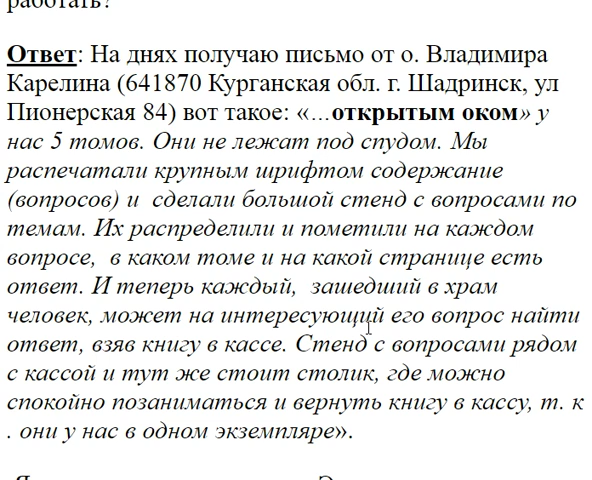 работать?
Ответ: На днях получаю письмо от о. Владимира
Карелина (641870 Курганская обл. г. Шадринск, ул
Пионерская 84) вот такое: «...открытым оком» у
нас 5 томов. Они не лежат под спудом. Мы
распечатали крупным шрифтом содержание
(вопросов) и сделали большой стенд с вопросами по
темам. Их распределили и пометили на каждом
вопросе, в каком томе и на какой странице есть
ответ. И теперь каждый, зашедший в храм
человек, может на интересующий его вопрос найти
ответ, взяв книгу в кассе. Стенд с вопросами рядом
с кассой и тут же стоит столик, где можно
спокойно позаниматься и вернуть книгу в кассу, т. к
. они у нас в одном экземпляре».